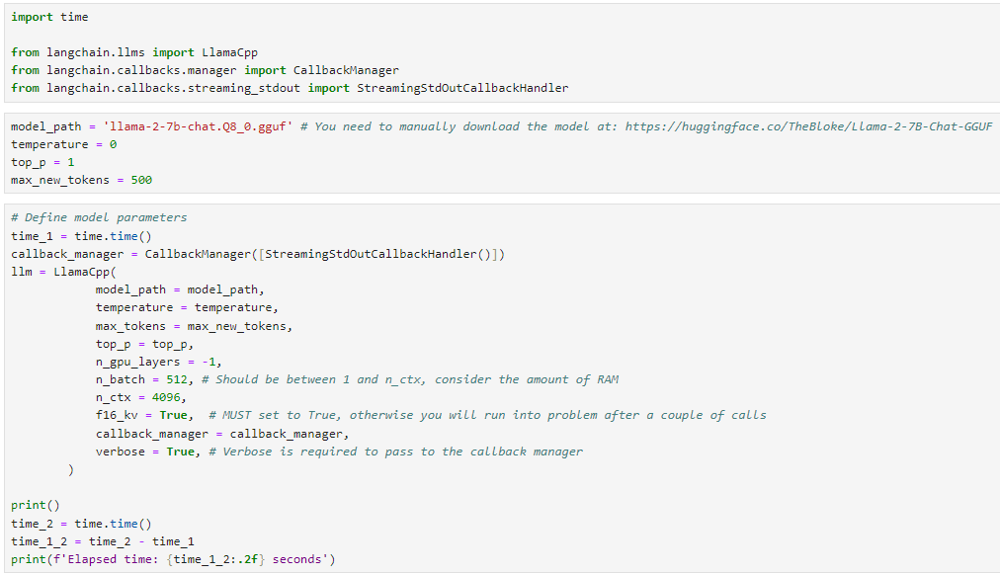 import time

from langchain.llms import LlamaCpp
from langchain.callbacks.manager import CallbackManager
from langchain.callbacks.streaming_stdout import StreamingStdOutCallbackHandler

model_path = 'llama-2-7b-chat.Q8_0.gguf' # You need to manually download the model at: https://huggingface.co/TheBloke/Llama-2-7B-Chat-GGUF
temperature = 0
top_p = 1
max_new_tokens = 500

# Define model parameters
time_1 = time.time()
callback_manager = CallbackManager([StreamingStdOutCallbackHandler()])
llm = LlamaCpp(
            model_path = model_path,
            temperature = temperature,
            max_tokens = max_new_tokens,
            top_p = top_p,
            n_gpu_layers = -1,
            n_batch = 512, # Should be between 1 and n_ctx, consider the amount of RAM
            n_ctx = 4096,
            f16_kv = True,  # MUST set to True, otherwise you will run into problem after a couple of calls
            callback_manager = callback_manager,
            verbose = True, # Verbose is required to pass to the callback manager
        )

print()
time_2 = time.time()
time_1_2 = time_2 - time_1
print(f'Elapsed time: {time_1_2:.2f} seconds')